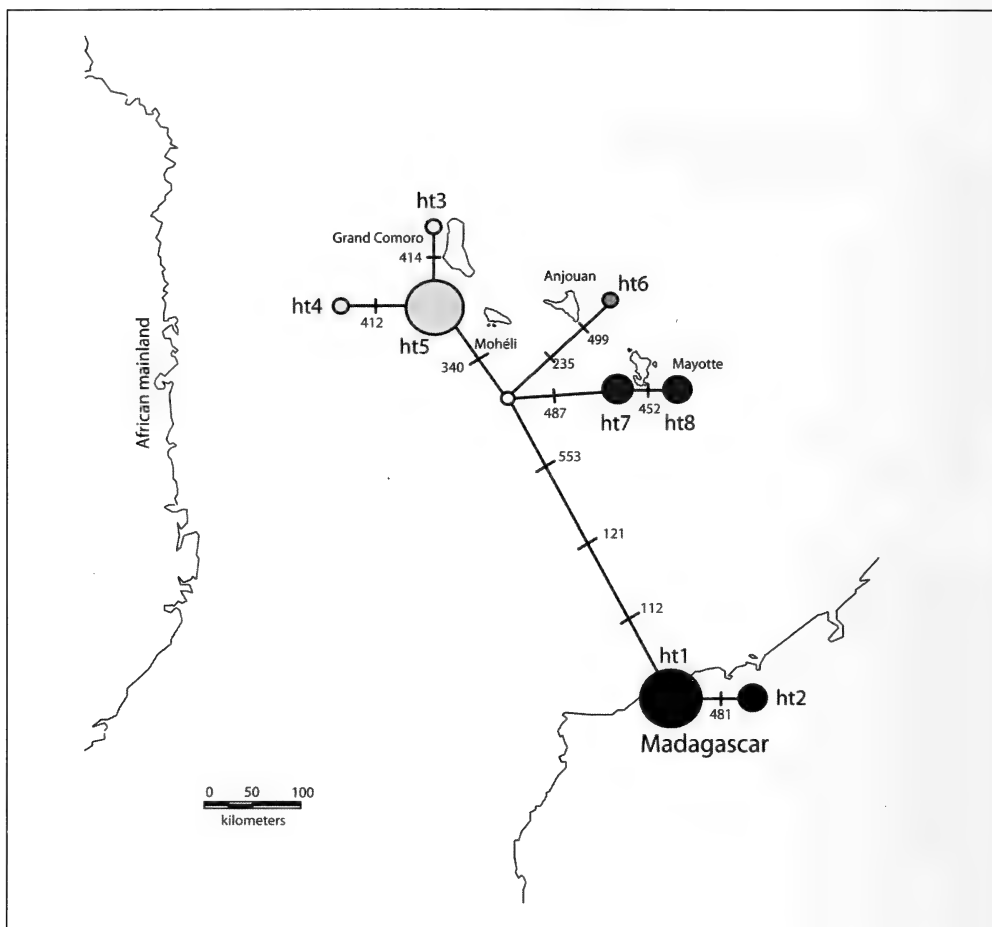 ht3
Grand Comoro
414
Anjouan
ht6
ht4
412
ht5
Mohéli
499
340
235
Mayotte
487
ht7
452
ht8
African mainland
553
121
112
ht1
481
ht2
Madagascar
0 50 100
kilometers